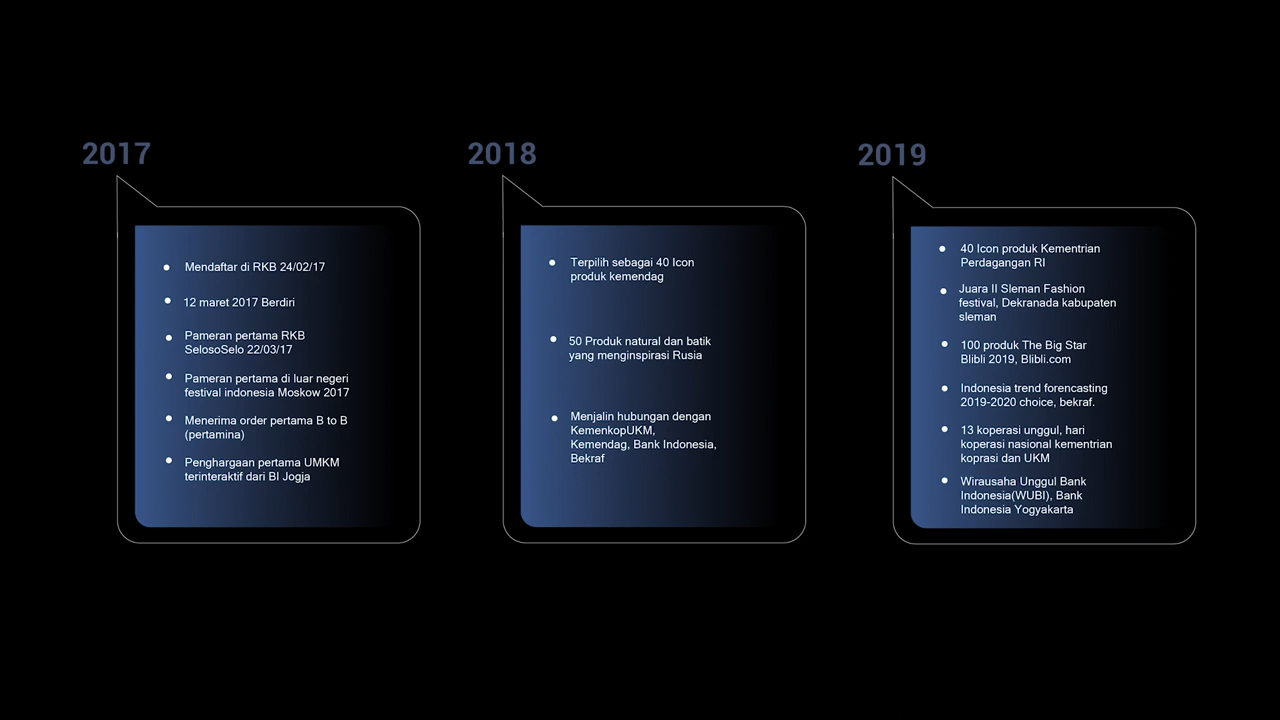 2017
Mendaftar di RKB 24/02/17
12 maret 2017 Berdiri
Pameran pertama RKB
SelosoSelo 22/03/17
Pameran pertama di luar negeri
festival indonesia Moskow 2017
Menerima order pertama B to B
(pertamina)
Penghargaan pertama UMKM
terinteraktif dari BI Jogja
2018
Terpilih sebagai 40 Icon
produk kemendag
50 Produk natural dan batik
yang menginspirasi Rusia
Menjalin hubungan dengan
KemenkopUKM,
Kemendag, Bank Indonesia,
Bekraf
2019
40 Icon produk Kementrian
Perdagangan RI
Juara II Sleman Fashion
festival, Dekranada kabupaten
sleman
100 produk The Big Star
Blibli 2019, Blibli.com
Indonesia trend forencasting
2019-2020 choice, bekraf.
13 koperasi unggul, hari
koperasi nasional kementrian
koprasi dan UKM
Wirausaha Unggul Bank
Indonesia(WUBI), Bank
Indonesia Yogyakarta